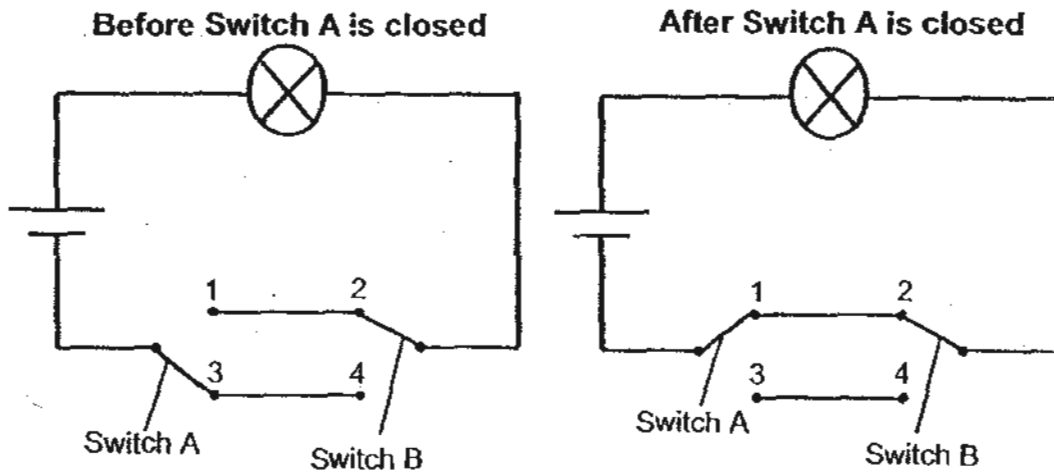 Before Switch A is closed
1 2
3 4
Switch A
Switch B
After Switch A is closed
1 2
3 4
Switch A
Switch B